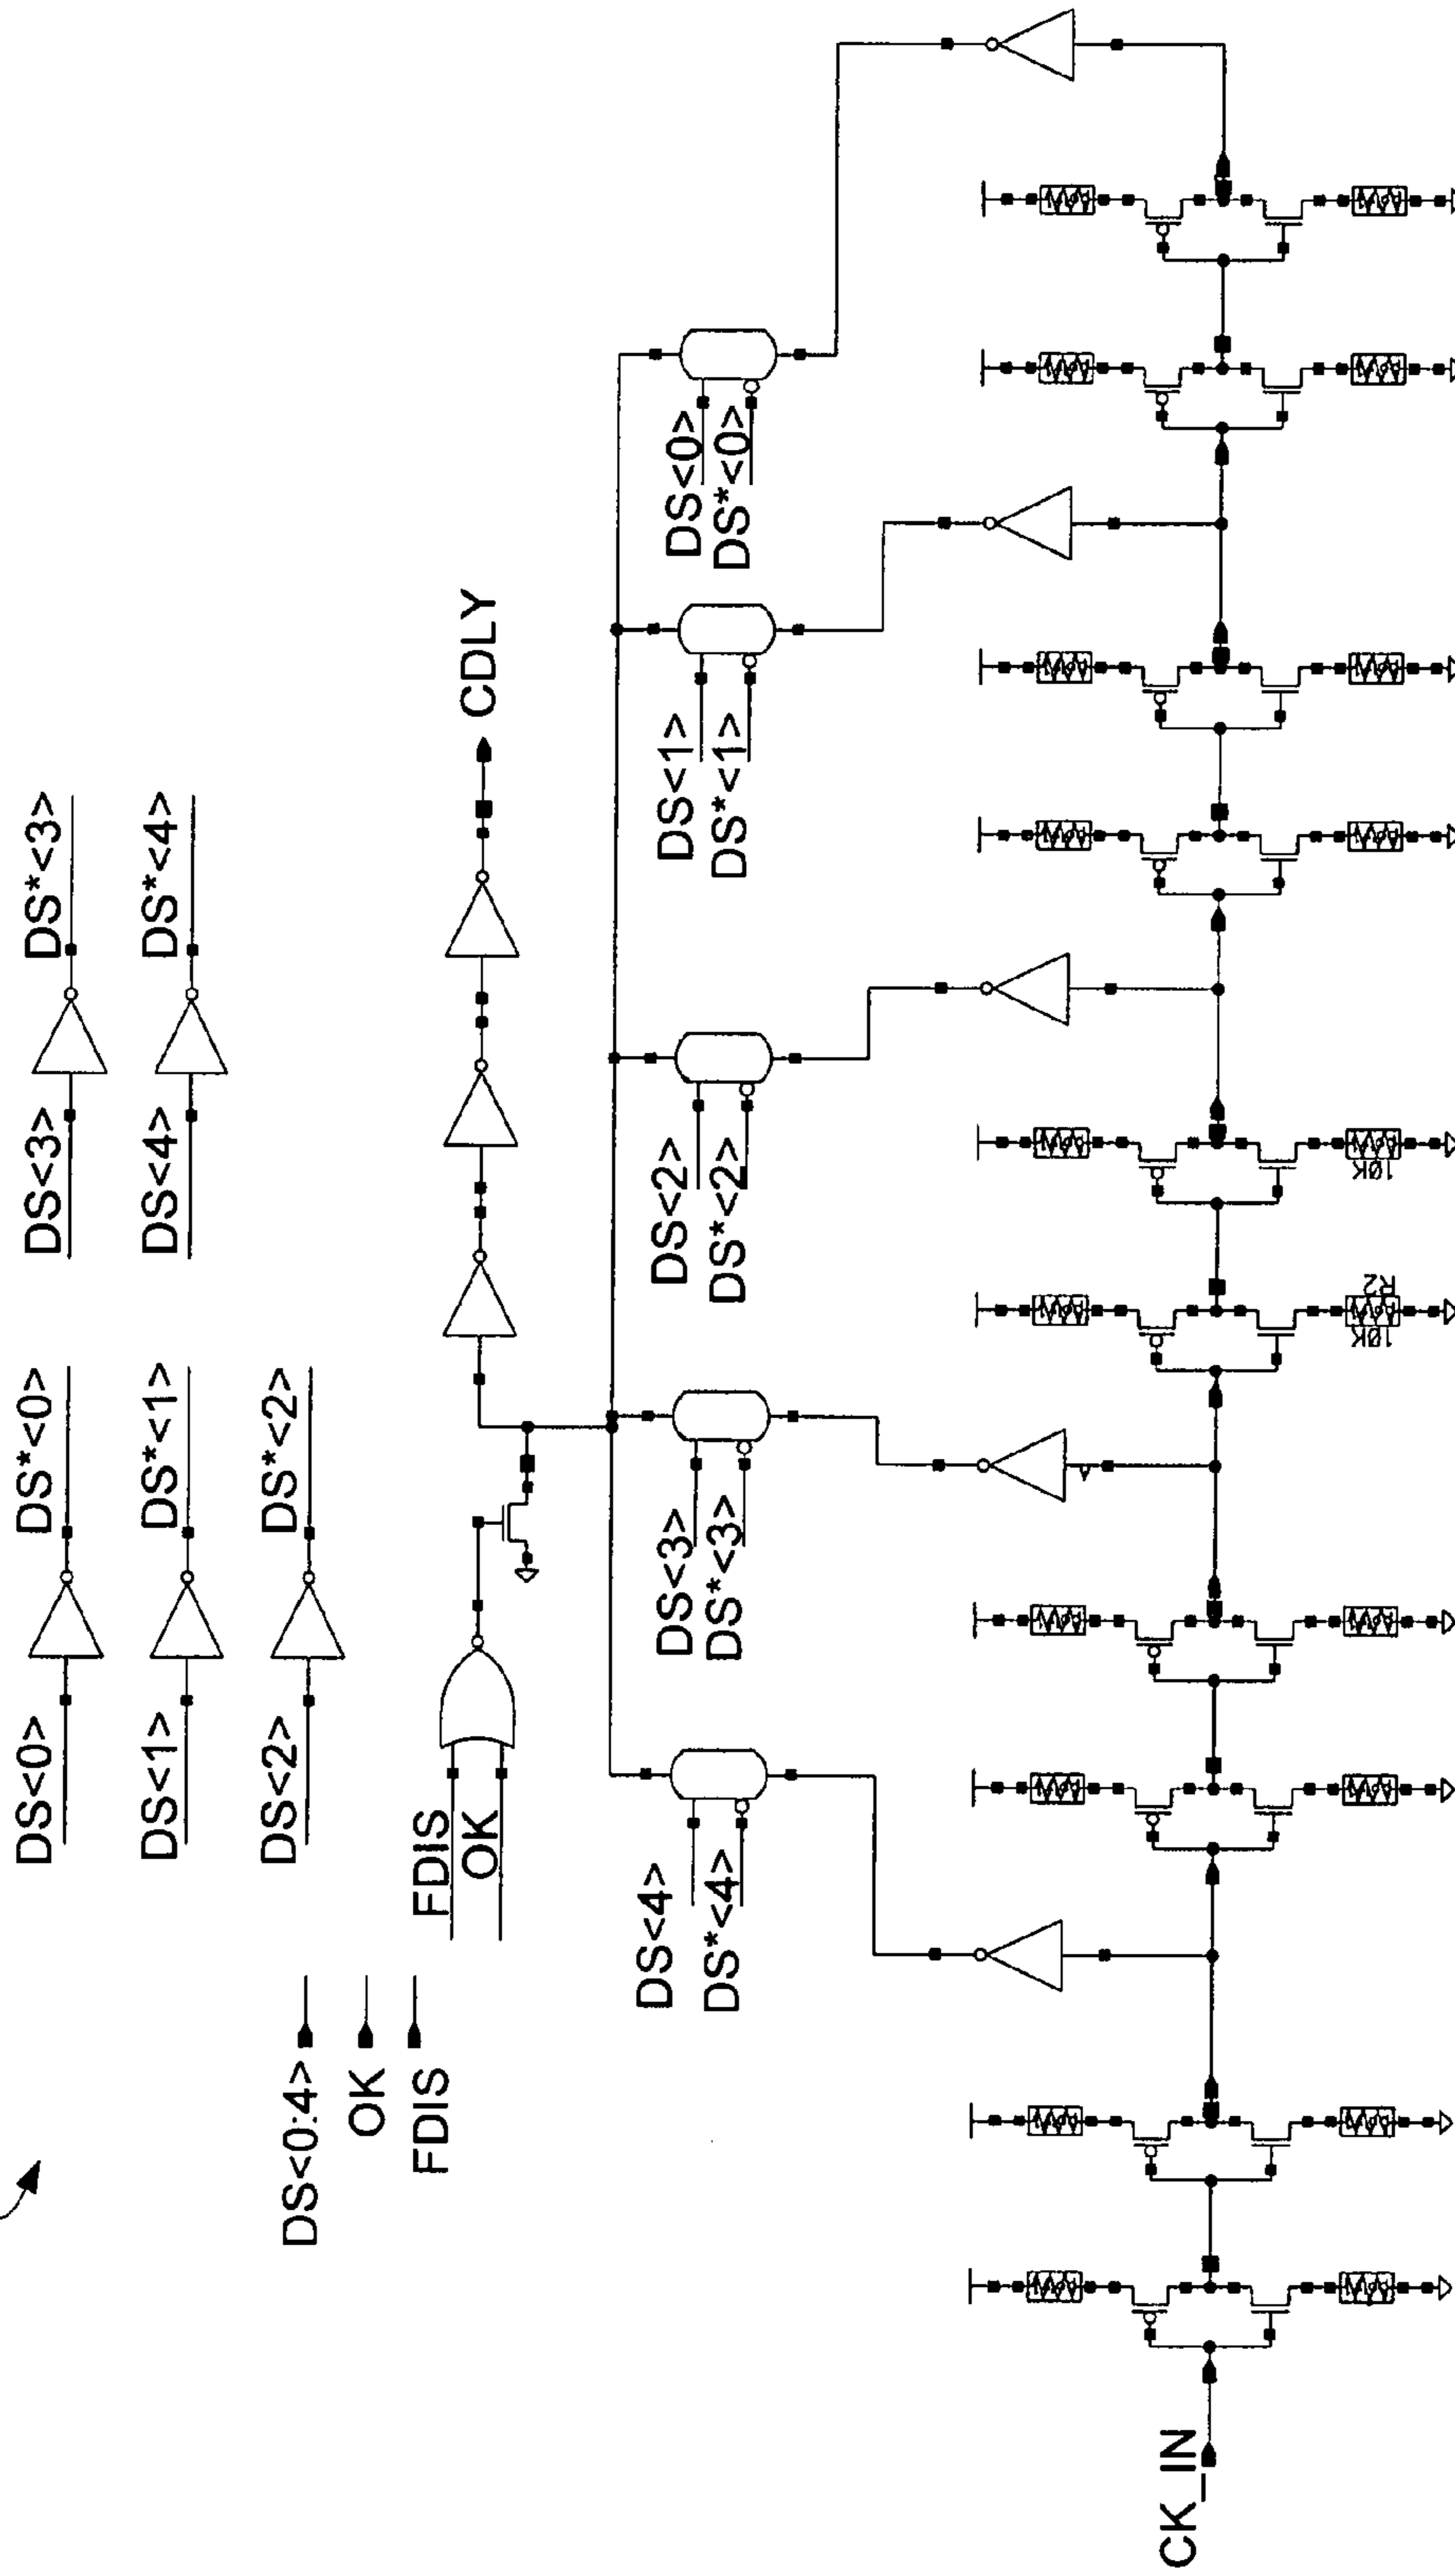 DS<0>
DS*<0>
DS<3>
DS*<3>
DS<1>
DS*<1>
DS<4>
DS*<4>
DS<2>
DS*<2>
DS<0:4>
OK
FDIS
FDIS
OK
CDLY
DS<4>
DS*<4>
DS<3>
DS*<3>
DS<2>
DS*<2>
DS<1>
DS*<1>
DS<0>
DS*<0>
CK_IN
10K
R2
10K